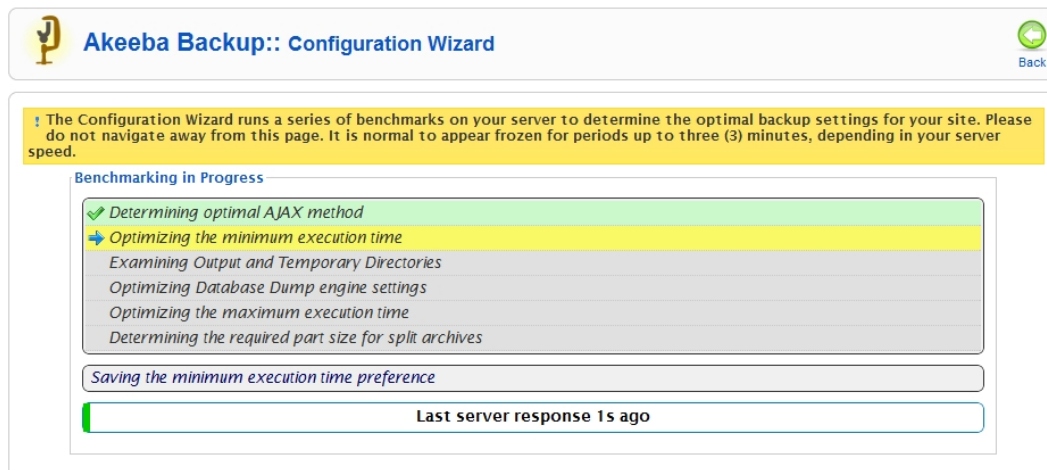 Akeeba Backup:: Configuration Wizard
Back
! The Configuration Wizard runs a series of benchmarks on your server to determine the optimal backup settings for your site. Please
do not navigate away from this page. It is normal to appear frozen for periods up to three (3) minutes, depending in your server
speed.
Benchmarking in Progress
Determining optimal AJAX method
Optimizing the minimum execution time
Examining Output and Temporary Directories
Optimizing Database Dump engine settings
Optimizing the maximum execution time
Determining the required part size for split archives
Saving the minimum execution time preference
Last server response 1s ago